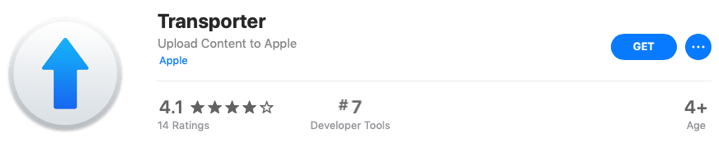 Transporter
Upload Content to Apple
Apple
GET
4.1
14 Ratings
#7
Developer Tools
4+
Age